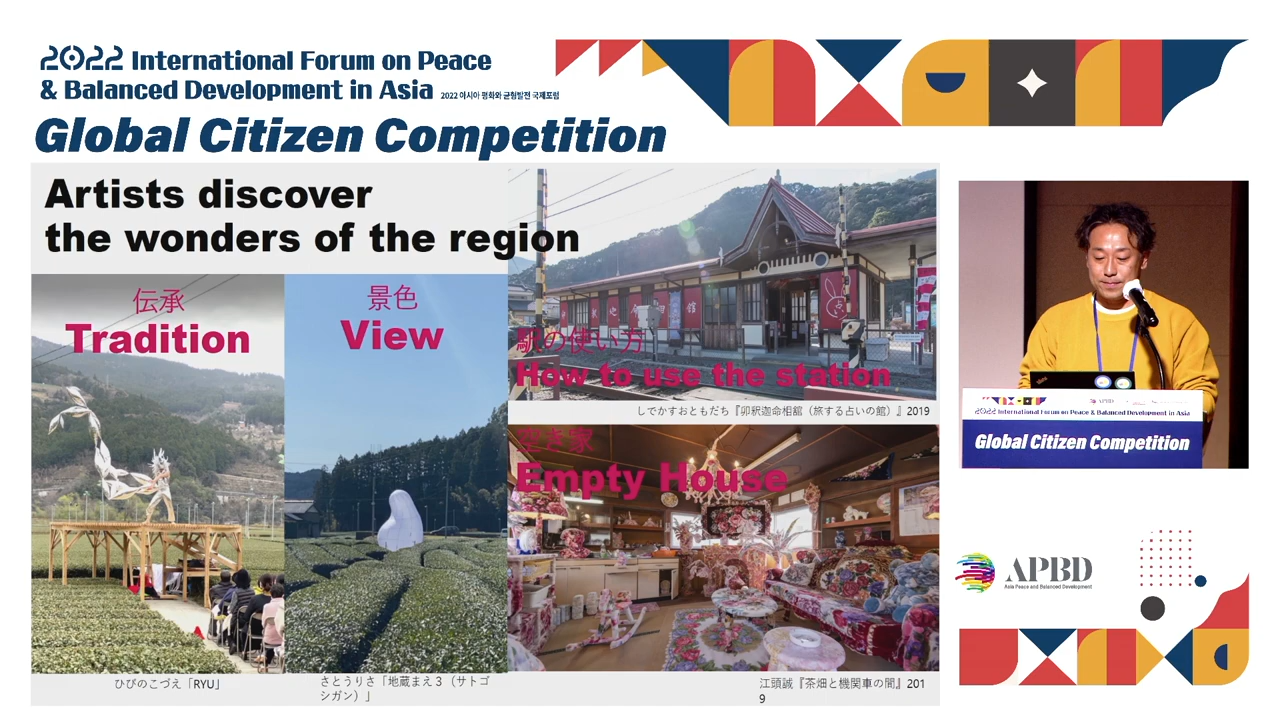 2022 International Forum on Peace
& Balanced Development in Asia 2022 아시아 평화와 균형발전 국제포럼
Global Citizen Competition
Artists discover
the wonders of the region
伝承
Tradition
景色
View
駅の使い方
How to use the station
しでかすおともだち『卯釈迦命相舘（旅する占いの館）』2019
空き家
Empty House
ひびのこづえ「RYU」
さとうりさ「地蔵まえ３（サトゴ
シガン）」
江頭誠『茶畑と機関車の間』201
9
2022 International Forum on Peace & Balanced Development in Asia
Global Citizen Competition
APBD
Asia Peace and Balanced Development